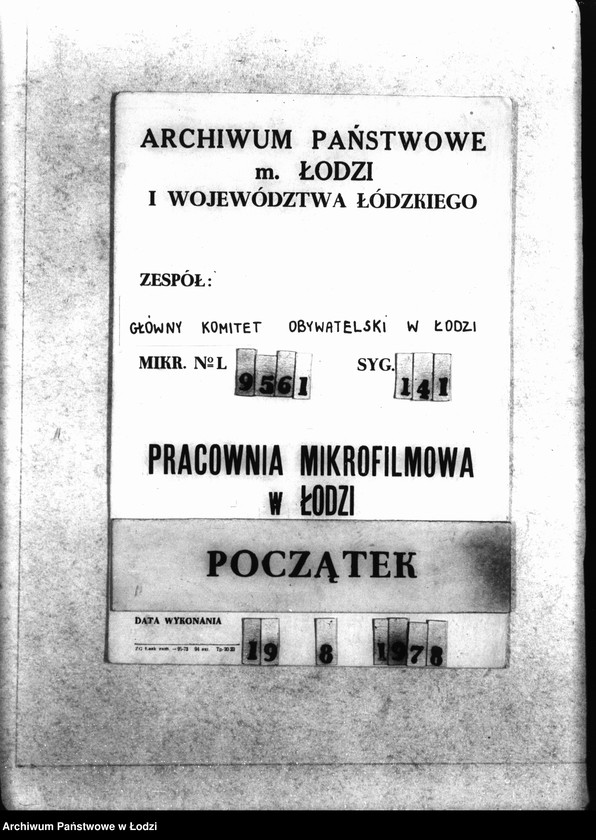 ARCHIWUM PAŃSTWOWE
m. ŁODZI
I WOJEWÓDZTWA ŁÓDZKIEGO
ZESPÓŁ:
GŁÓWNY KOMITET OBYWATELSKI W ŁODZI
MIKR. № L 9561 SYG. 141
PRACOWNIA MIKROFILMOWA
W ŁODZI
POCZĄTEK
DATA WYKONANIA 19 8 1978
Archiwum Państwowe w Łodzi